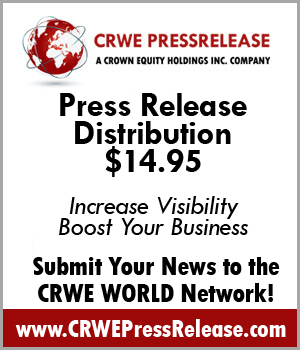 CRWE PRESSRELEASE
A CROWN EQUITY HOLDINGS INC. COMPANY
Press Release
Distribution
$14.95
Increase Visibility
Boost Your Business
Submit Your News to the
CRWE WORLD Network!
www.CRWEPressRelease.com